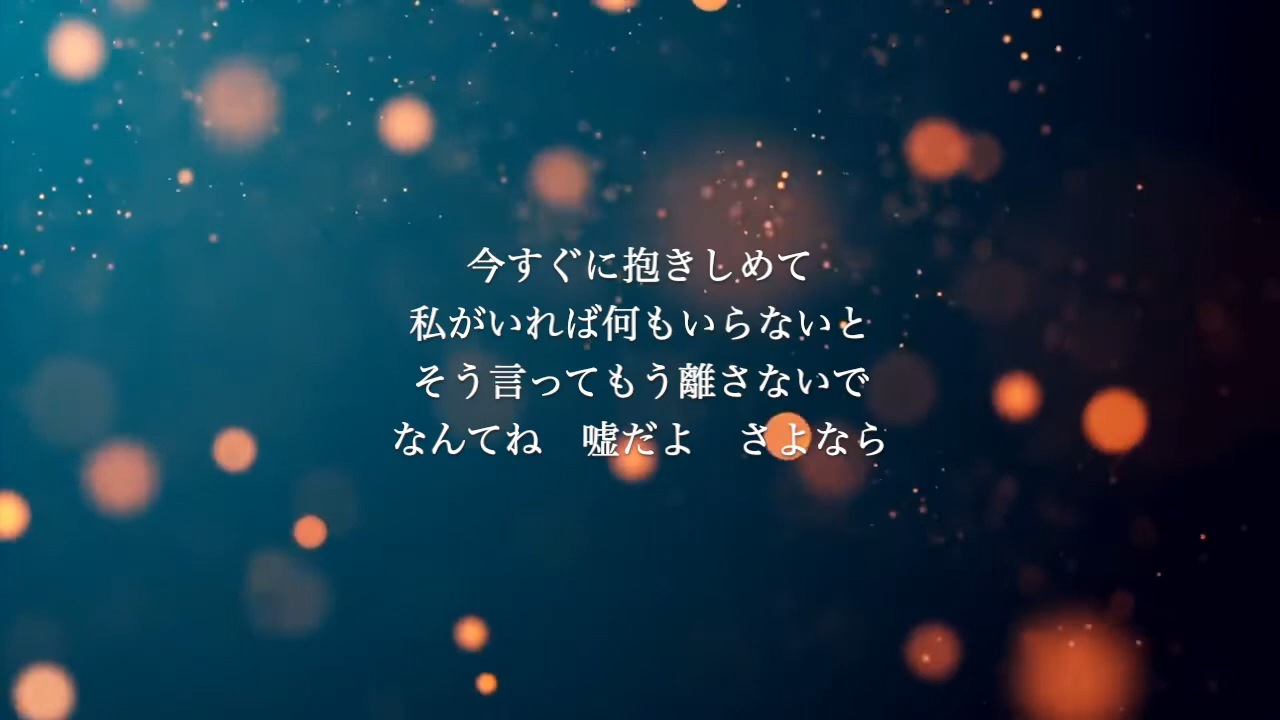 今すぐに抱きしめて
私がいれば何もいらないと
そう言ってもう離さないで
なんてね　嘘だよ　さよなら